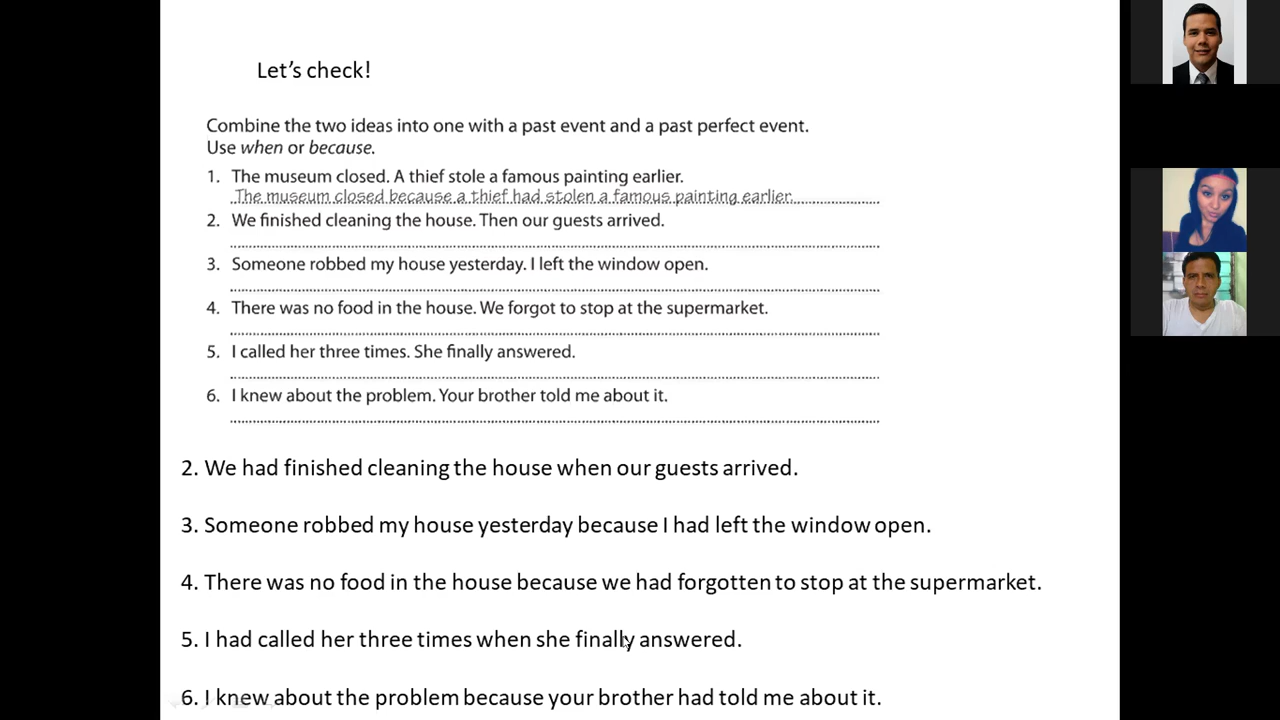 Let's check!
Combine the two ideas into one with a past event and a past perfect event.
Use when or because.
1. The museum closed. A thief stole a famous painting earlier.
The museum closed because a thief had stolen a famous painting earlier.
2. We finished cleaning the house. Then our guests arrived.
3. Someone robbed my house yesterday. I left the window open.
4. There was no food in the house. We forgot to stop at the supermarket.
5. I called her three times. She finally answered.
6. I knew about the problem. Your brother told me about it.
2. We had finished cleaning the house when our guests arrived.
3. Someone robbed my house yesterday because I had left the window open.
4. There was no food in the house because we had forgotten to stop at the supermarket.
5. I had called her three times when she finally answered.
6. I knew about the problem because your brother had told me about it.